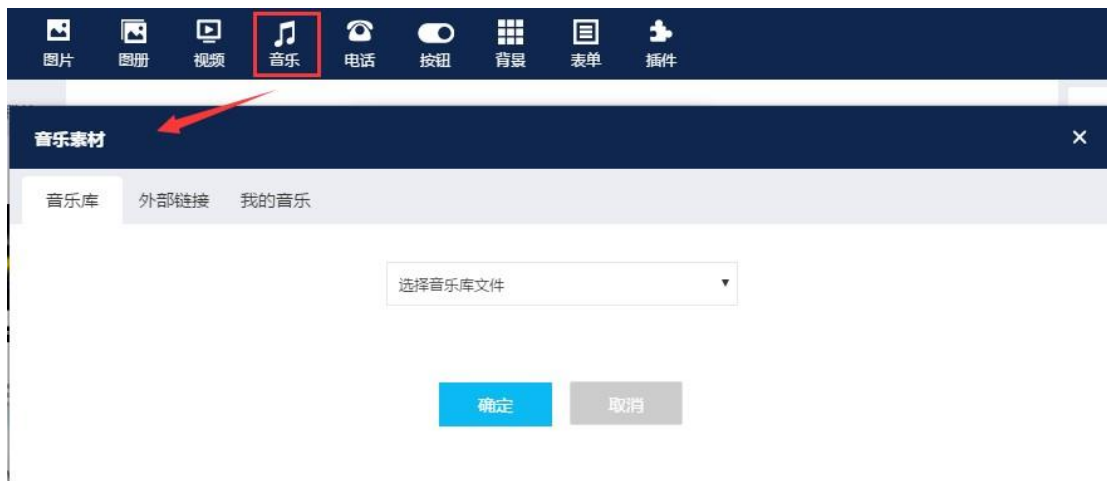 图片 图册 视频 音乐 电话 按钮 背景 表单 插件
音乐素材
音乐库 外部链接 我的音乐
选择音乐库文件
确定 取消